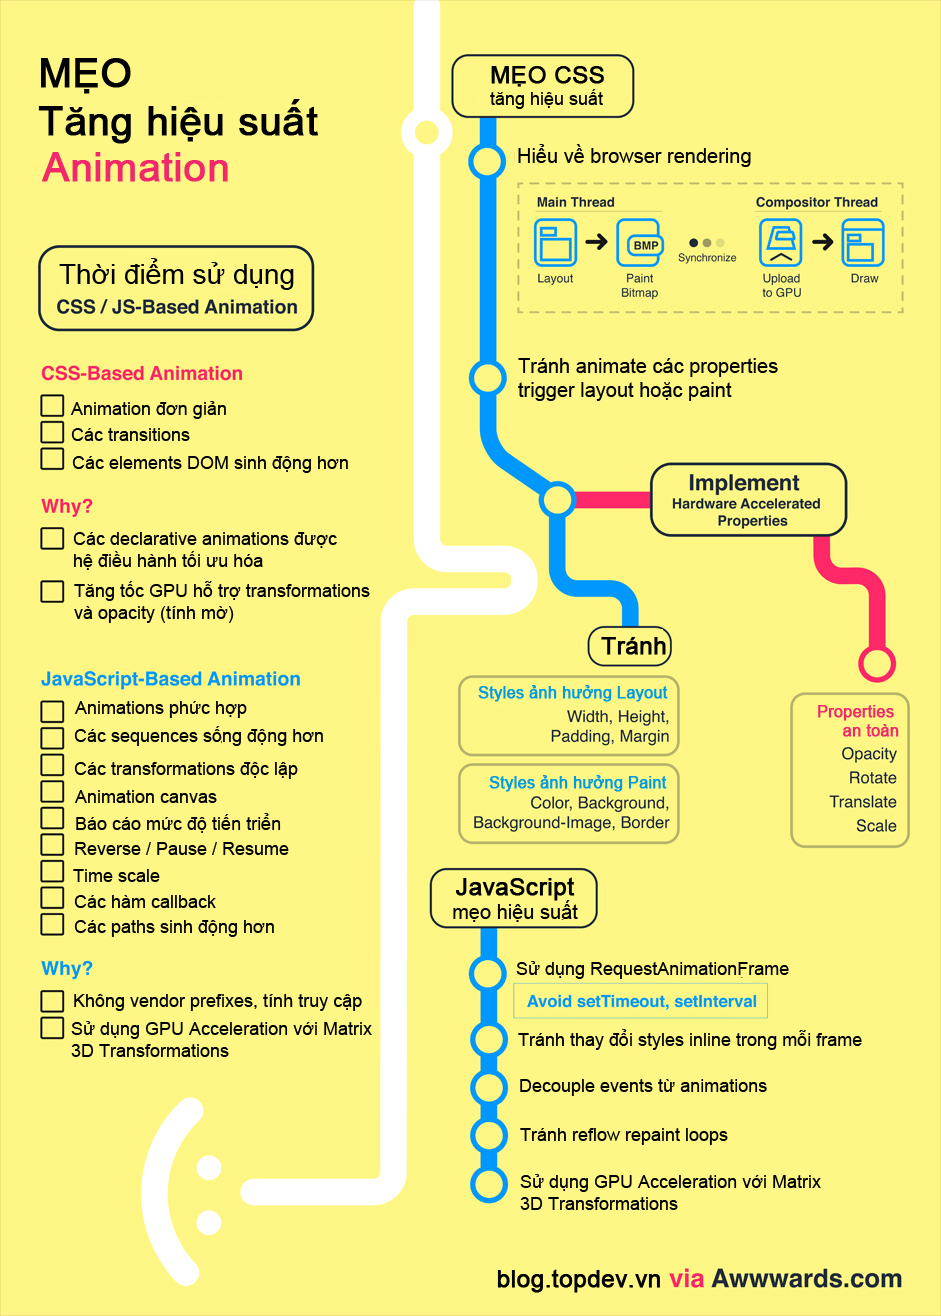 MẸO
Tăng hiệu suất
Animation
Thời điểm sử dụng
CSS / JS-Based Animation
CSS-Based Animation
Animation đơn giản
Các transitions
Các elements DOM sinh động hơn
Why?
Các declarative animations được
hệ điều hành tối ưu hóa
Tăng tốc GPU hỗ trợ transformations
và opacity (tính mờ)
JavaScript-Based Animation
Animations phức hợp
Các sequences sống động hơn
Các transformations độc lập
Animation canvas
Báo cáo mức độ tiến triển
Reverse / Pause / Resume
Time scale
Các hàm callback
Các paths sinh động hơn
Why?
Không vendor prefixes, tính truy cập
Sử dụng GPU Acceleration với Matrix
3D Transformations
MẸO CSS
tăng hiệu suất
Hiểu về browser rendering
Main Thread
Compositor Thread
BMP
Layout
Paint
Bitmap
Synchronize
Upload
to GPU
Draw
Tránh animate các properties
trigger layout hoặc paint
Implement
Hardware Accelerated
Properties
Tránh
Styles ảnh hưởng Layout
Width, Height,
Padding, Margin
Styles ảnh hưởng Paint
Color, Background,
Background-Image, Border
Properties
an toàn
Opacity
Rotate
Translate
Scale
JavaScript
mẹo hiệu suất
Sử dụng RequestAnimationFrame
Avoid setTimeout, setInterval
Tránh thay đổi styles inline trong mỗi frame
Decouple events từ animations
Tránh reflow repaint loops
Sử dụng GPU Acceleration với Matrix
3D Transformations
blog.topdev.vn via Awwwards.com